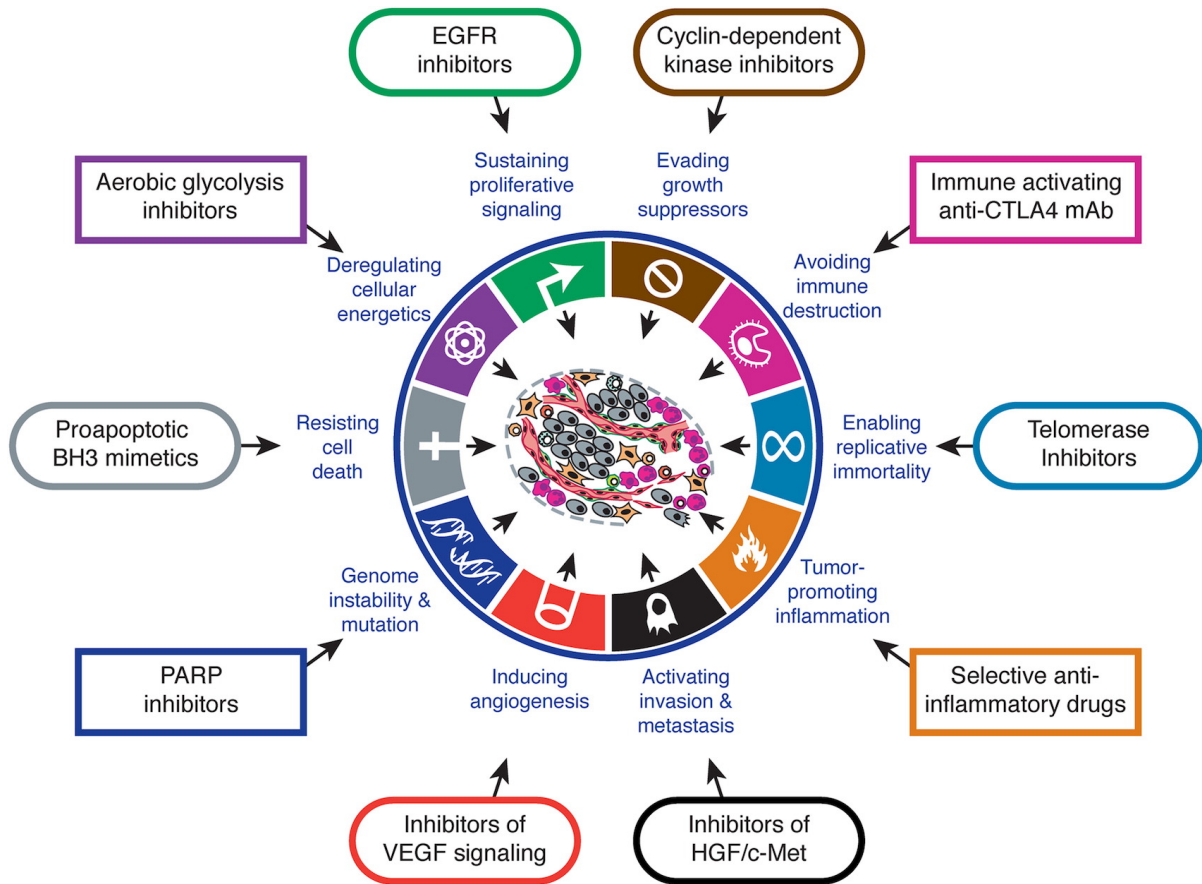 EGFR
inhibitors
Cyclin-dependent
kinase inhibitors
Aerobic glycolysis
inhibitors
Sustaining
proliferative
signaling
Evading
growth
suppressors
Immune activating
anti-CTLA4 mAb
Deregulating
cellular
energetics
Avoiding
immune
destruction
Proapoptotic
BH3 mimetics
Resisting
cell
death
Enabling
replicative
immortality
Telomerase
Inhibitors
Genome
instability &
mutation
Tumor-
promoting
inflammation
PARP
inhibitors
Inducing
angiogenesis
Activating
invasion &
metastasis
Selective anti-
inflammatory drugs
Inhibitors of
VEGF signaling
Inhibitors of
HGF/c-Met